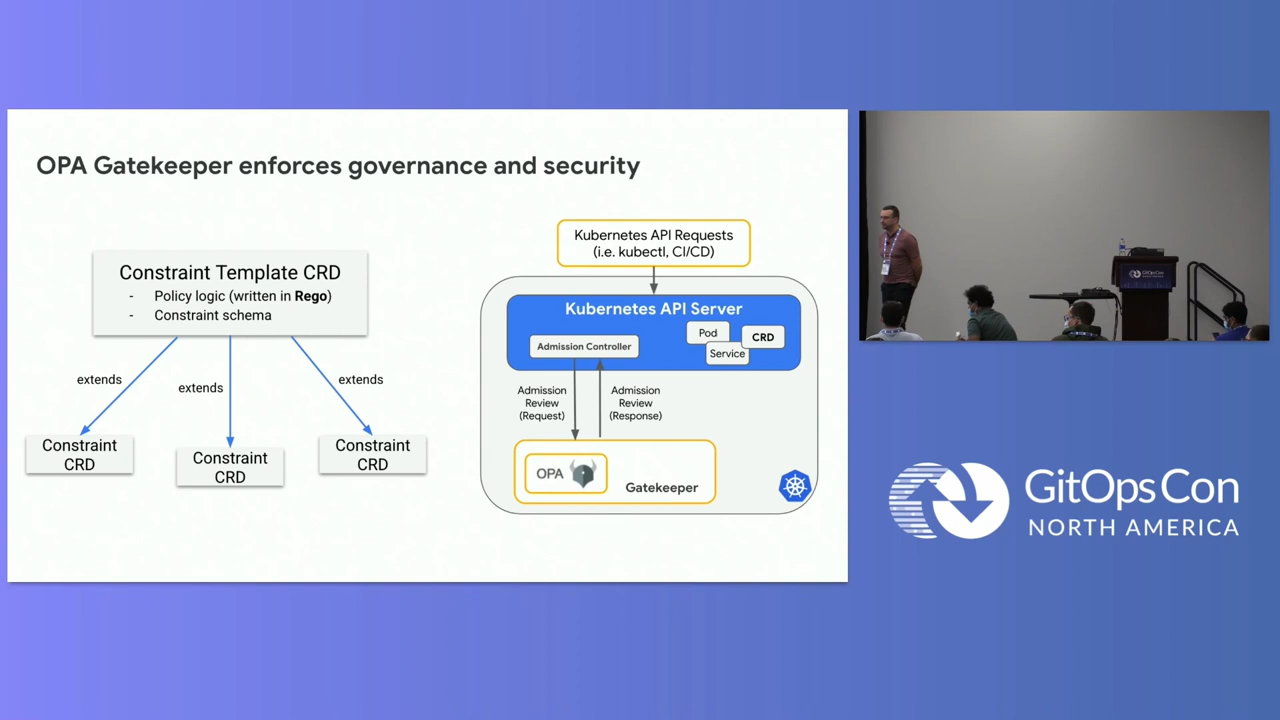 OPA Gatekeeper enforces governance and security
Constraint Template CRD
- Policy logic (written in Rego)
- Constraint schema
extends
extends
extends
Constraint
CRD
Constraint
CRD
Constraint
CRD
Kubernetes API Requests
(i.e. kubectl, CI/CD)
Kubernetes API Server
Admission Controller
Pod
Service
CRD
Admission
Review
(Request)
Admission
Review
(Response)
OPA
Gatekeeper
GitOpsCon
GitOpsCon
NORTH AMERICA